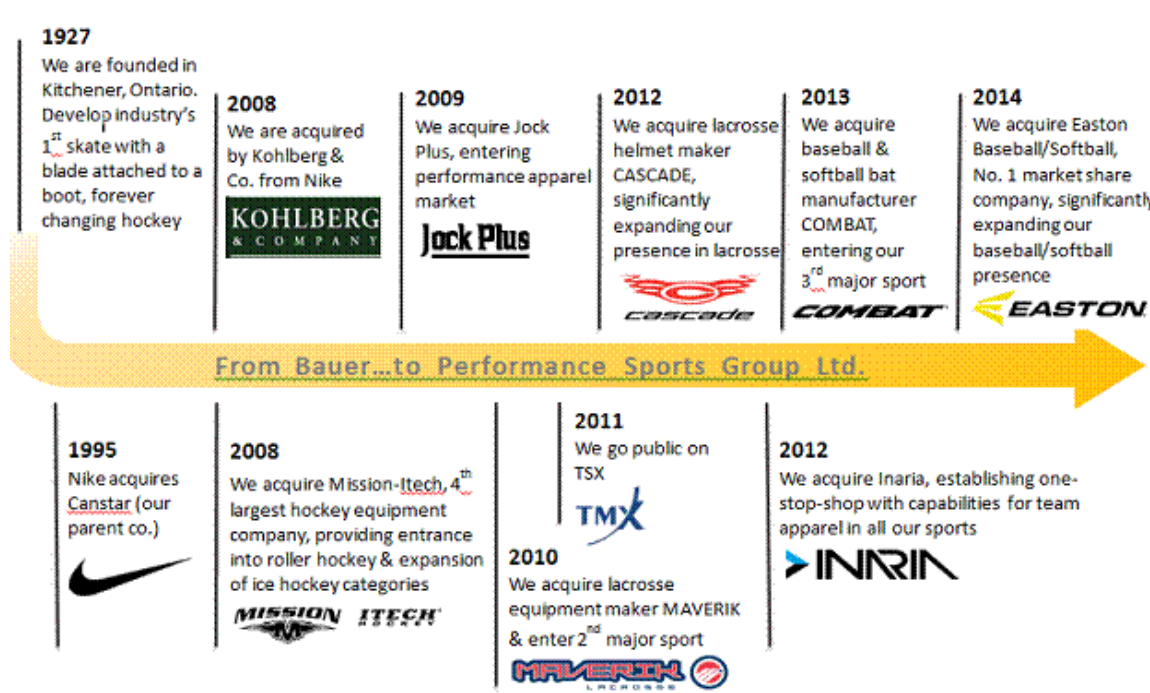 1927
We are founded in
Kitchener, Ontario.
Develop industry's
1st skate with a
blade attached to a
boot, forever
changing hockey
2008
We are acquired
by Kohlberg &
Co. from Nike
KOHLBERG
& COMPANY
2009
We acquire Jock
Plus, entering
performance apparel
market
Jock Plus
2012
We acquire lacrosse
helmet maker
CASCADE,
significantly
expanding our
presence in lacrosse
cascade
2013
We acquire
baseball &
softball bat
manufacturer
COMBAT,
entering our
3rd major sport
COMBAT
2014
We acquire Easton
Baseball/Softball,
No. 1 market share
company, significantly
expanding our
baseball/softball
presence
EASTON
From Bauer...to Performance Sports Group Ltd.
1995
Nike acquires
Canstar (our
parent co.)
2008
We acquire Mission-Itech, 4th
largest hockey equipment
company, providing entrance
into roller hockey & expansion
of ice hockey categories
MISSION
M
ITECH
HOCKEY
2011
We go public on
TSX
TMX
2010
We acquire lacrosse
equipment maker MAVERIK
& enter 2nd major sport
MAVERIK
LACROSSE
2012
We acquire Inaria, establishing one-
stop-shop with capabilities for team
apparel in all our sports
INARIA